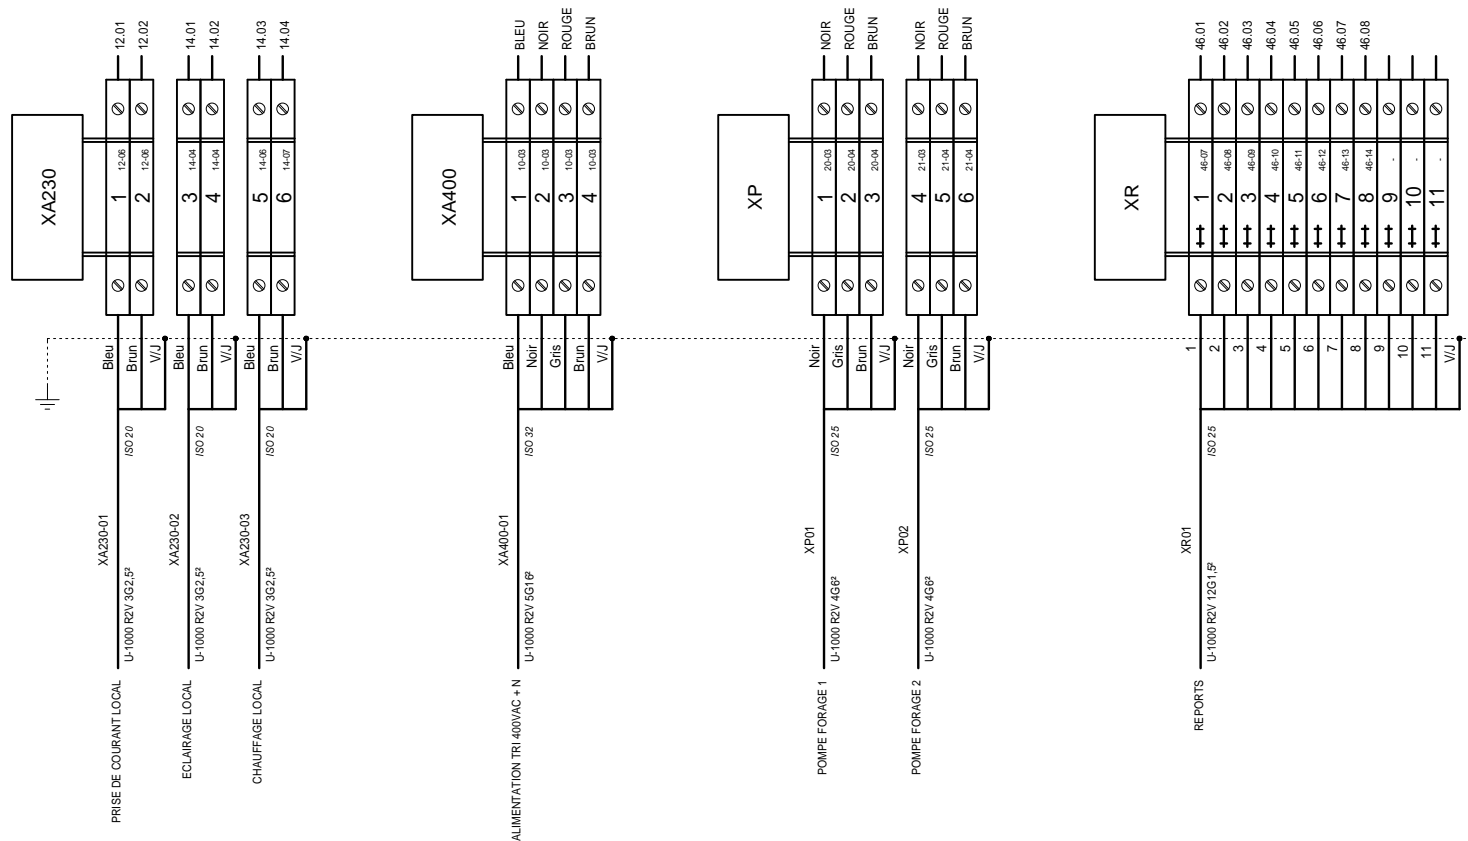 12.01
12.02
14.01
14.02
14.03
14.04
BLEU
NOIR
ROUGE
BRUN
NOIR
ROUGE
BRUN
NOIR
ROUGE
BRUN
46.01
46.02
46.03
46.04
46.05
46.06
46.07
46.08
XA230
1 12-06
2 12-06
3 14-04
4 14-04
5 14-06
6 14-07
XA400
1 10-03
2 10-03
3 10-03
4 10-03
XP
1 20-03
2 20-04
3 20-04
4 21-03
5 21-04
6 21-04
XR
1 46-07
2 46-08
3 46-09
4 46-10
5 46-11
6 46-12
7 46-13
8 46-14
9 -
10 -
11 -
Bleu
Brun
V/J
Bleu
Brun
V/J
Bleu
Brun
V/J
Bleu
Noir
Gris
Brun
V/J
Noir
Gris
Brun
V/J
Noir
Gris
Brun
V/J
1
2
3
4
5
6
7
8
9
10
11
V/J
ISO 20
ISO 20
ISO 20
ISO 32
ISO 25
ISO 25
ISO 25
XA230-01
XA230-02
XA230-03
XA400-01
XP01
XP02
XR01
U-1000 R2V 3G2,5²
U-1000 R2V 3G2,5²
U-1000 R2V 3G2,5²
U-1000 R2V 5G16²
U-1000 R2V 4G6²
U-1000 R2V 4G6²
U-1000 R2V 12G1,5²
PRISE DE COURANT LOCAL
ECLAIRAGE LOCAL
CHAUFFAGE LOCAL
ALIMENTATION TRI 400VAC + N
POMPE FORAGE 1
POMPE FORAGE 2
REPORTS